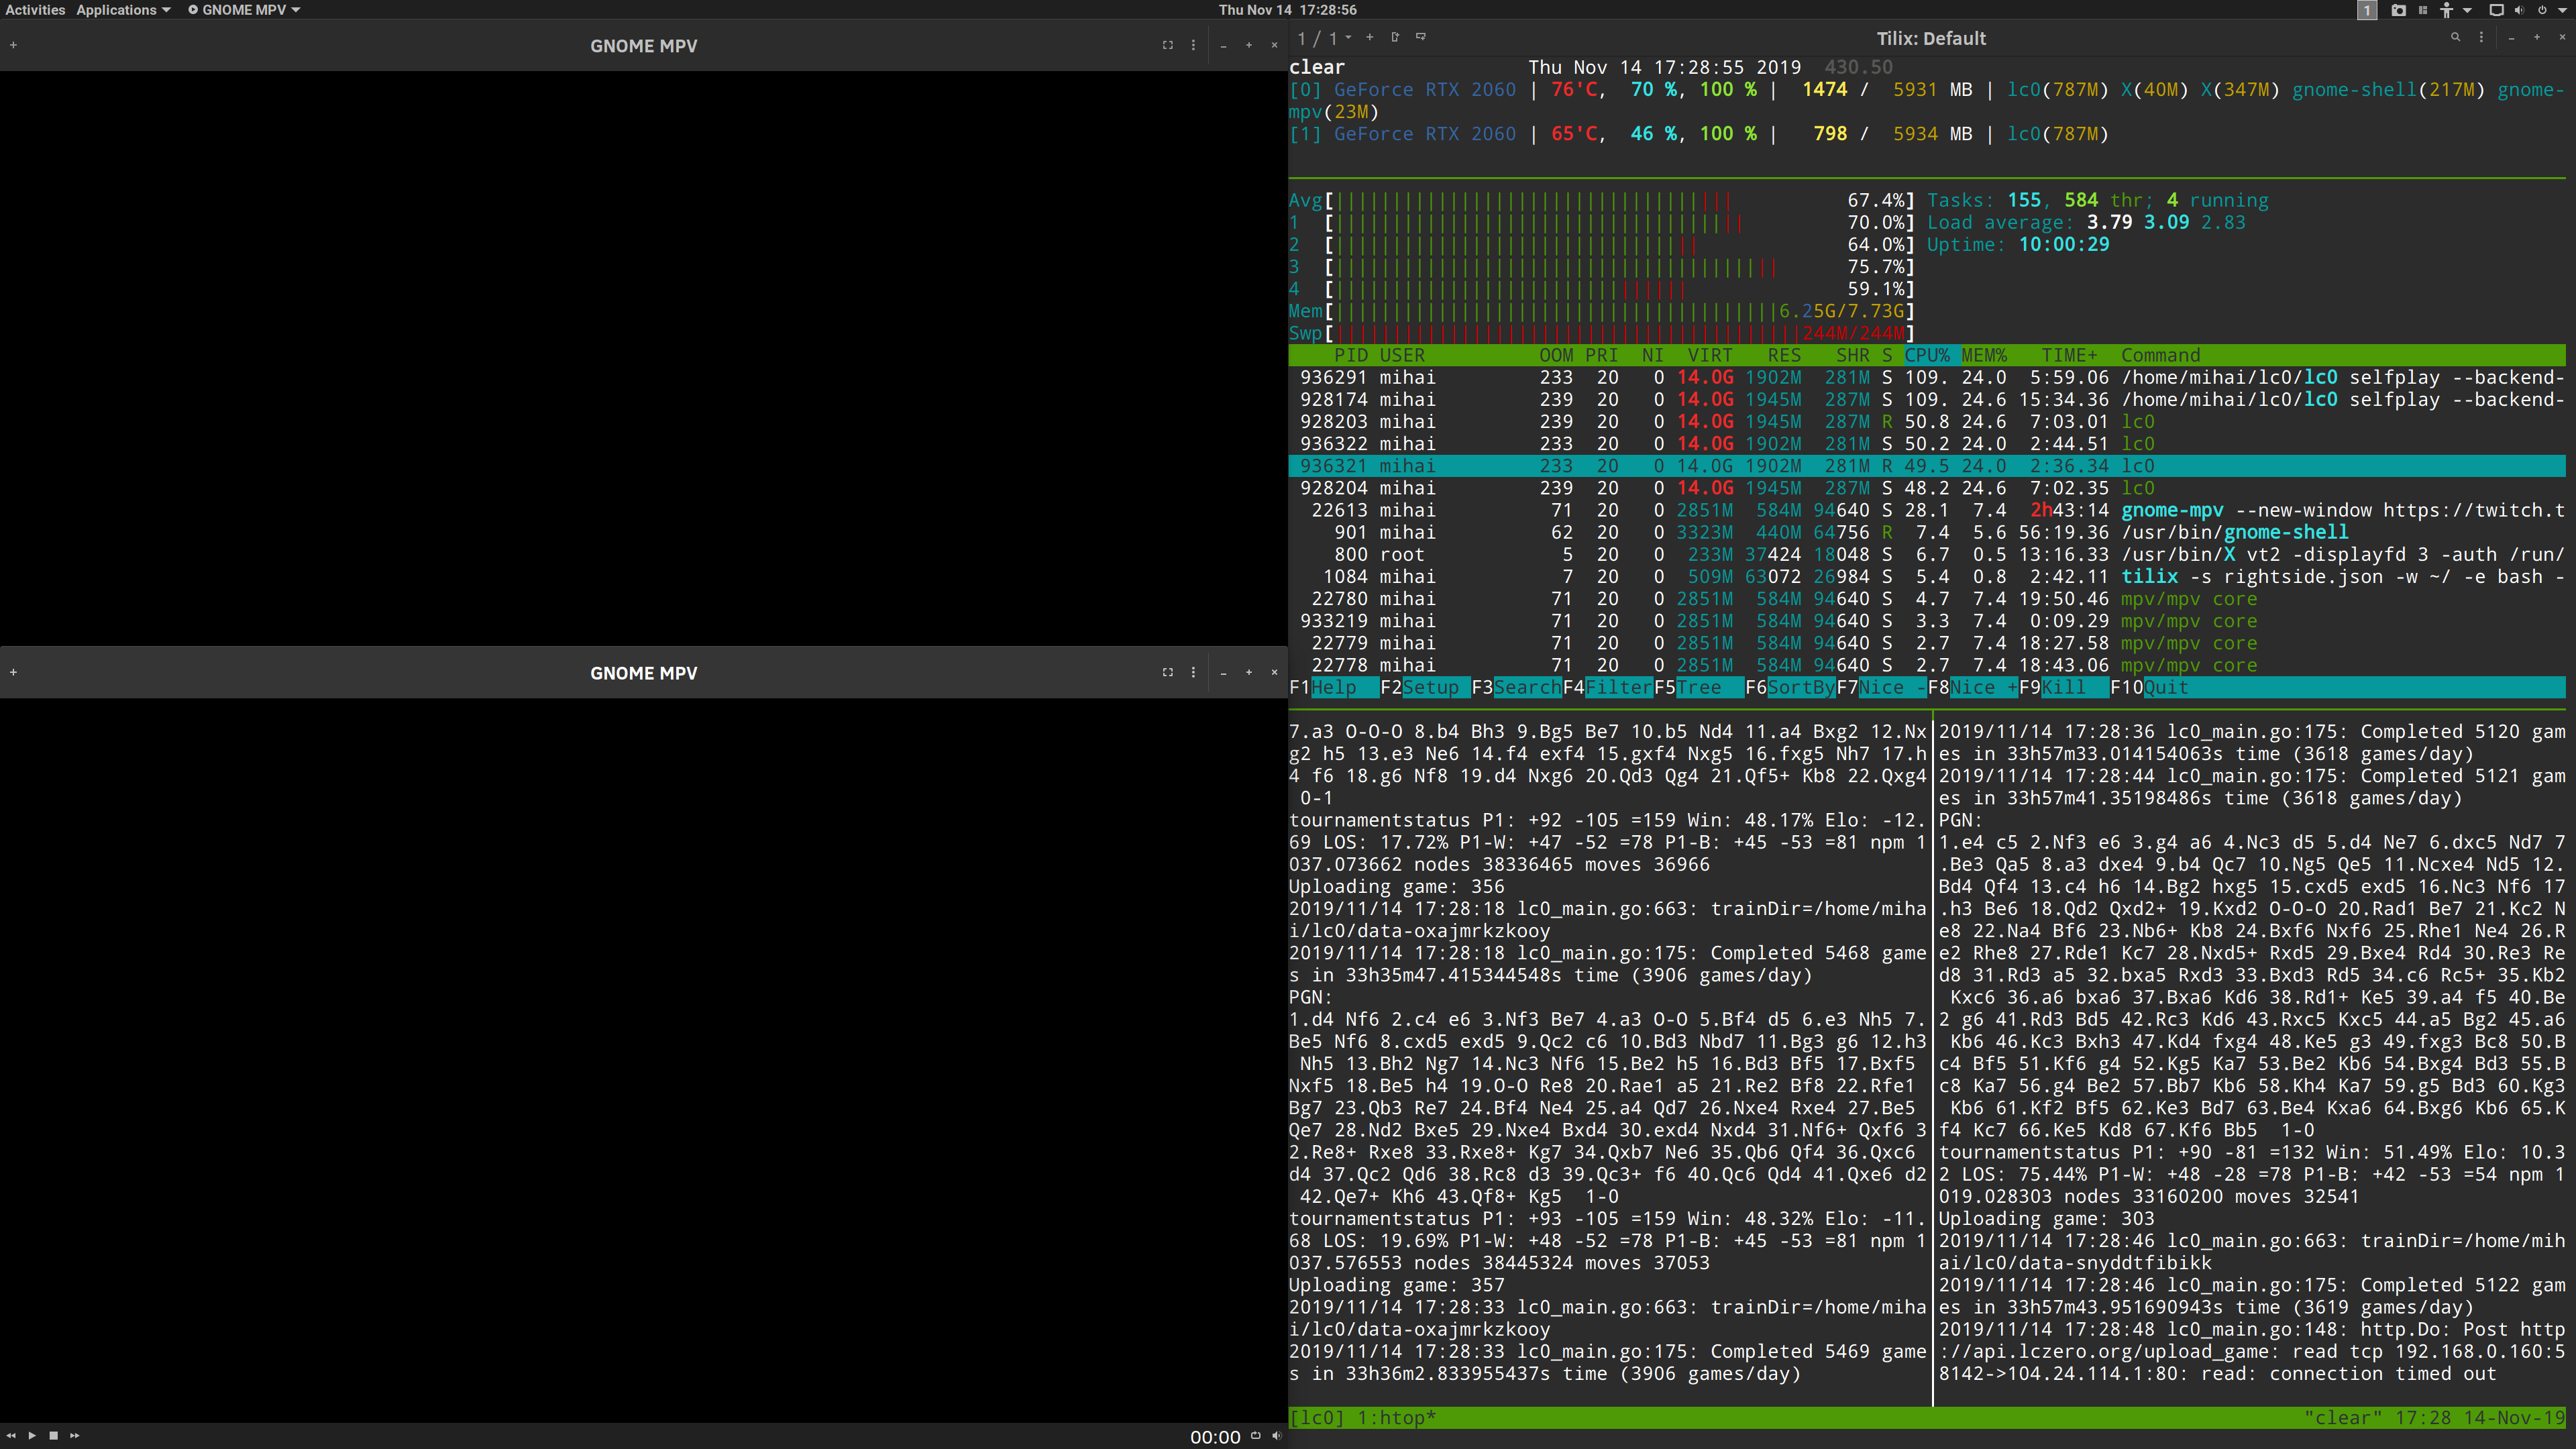 Activities Applications GNOME MPV Thu Nov 14 17:28:56 1
GNOME MPV
GNOME MPV
00:00
1 / 1 Tilix: Default
clear Thu Nov 14 17:28:55 2019 430.50
[0] GeForce RTX 2060 | 76'C, 70 %, 100 % | 1474 / 5931 MB | lc0(787M) X(40M) X(347M) gnome-shell(217M) gnome-
mpv(23M)
[1] GeForce RTX 2060 | 65'C, 46 %, 100 % | 798 / 5934 MB | lc0(787M)
Avg[ 67.4%] Tasks: 155, 584 thr; 4 running
1 [ 70.0%] Load average: 3.79 3.09 2.83
2 [ 64.0%] Uptime: 10:00:29
3 [ 75.7%]
4 [ 59.1%]
Mem[ 6.25G/7.73G]
Swp[ 244M/244M]
PID USER OOM PRI NI VIRT RES SHR S CPU% MEM% TIME+ Command
936291 mihai 233 20 0 14.0G 1902M 281M S 109. 24.0 5:59.06 /home/mihai/lc0/lc0 selfplay --backend-
928174 mihai 239 20 0 14.0G 1945M 287M S 109. 24.6 15:34.36 /home/mihai/lc0/lc0 selfplay --backend-
928203 mihai 239 20 0 14.0G 1945M 287M R 50.8 24.6 7:03.01 lc0
936322 mihai 233 20 0 14.0G 1902M 281M S 50.2 24.0 2:44.51 lc0
936321 mihai 233 20 0 14.0G 1902M 281M R 49.5 24.0 2:36.34 lc0
928204 mihai 239 20 0 14.0G 1945M 287M S 48.2 24.6 7:02.35 lc0
22613 mihai 71 20 0 2851M 584M 94640 S 28.1 7.4 2h43:14 gnome-mpv --new-window https://twitch.t
901 mihai 62 20 0 3323M 440M 64756 R 7.4 5.6 56:19.36 /usr/bin/gnome-shell
800 root 5 20 0 233M 37424 18048 S 6.7 0.5 13:16.33 /usr/bin/X vt2 -displayfd 3 -auth /run/
1084 mihai 7 20 0 509M 63072 26984 S 5.4 0.8 2:42.11 tilix -s rightside.json -w ~/ -e bash -
22780 mihai 71 20 0 2851M 584M 94640 S 4.7 7.4 19:50.46 mpv/mpv core
933219 mihai 71 20 0 2851M 584M 94640 S 3.3 7.4 0:09.29 mpv/mpv core
22779 mihai 71 20 0 2851M 584M 94640 S 2.7 7.4 18:27.58 mpv/mpv core
22778 mihai 71 20 0 2851M 584M 94640 S 2.7 7.4 18:43.06 mpv/mpv core
F1Help F2Setup F3SearchF4FilterF5Tree F6SortByF7Nice -F8Nice +F9Kill F10Quit
7.a3 O-O-O 8.b4 Bh3 9.Bg5 Be7 10.b5 Nd4 11.a4 Bxg2 12.Nx
g2 h5 13.e3 Ne6 14.f4 exf4 15.gxf4 Nxg5 16.fxg5 Nh7 17.h
4 f6 18.g6 Nf8 19.d4 Nxg6 20.Qd3 Qg4 21.Qf5+ Kb8 22.Qxg4
0-1
tournamentstatus P1: +92 -105 =159 Win: 48.17% Elo: -12.
69 LOS: 17.72% P1-W: +47 -52 =78 P1-B: +45 -53 =81 npm 1
037.073662 nodes 38336465 moves 36966
Uploading game: 356
2019/11/14 17:28:18 lc0_main.go:663: trainDir=/home/miha
i/lc0/data-oxajmrkzkooy
2019/11/14 17:28:18 lc0_main.go:175: Completed 5468 game
s in 33h35m47.415344548s time (3906 games/day)
PGN:
1.d4 Nf6 2.c4 e6 3.Nf3 Be7 4.a3 O-O 5.Bf4 d5 6.e3 Nh5 7.
Be5 Nf6 8.cxd5 exd5 9.Qc2 c6 10.Bd3 Nbd7 11.Bg3 g6 12.h3
Nh5 13.Bh2 Ng7 14.Nc3 Nf6 15.Be2 h5 16.Bd3 Bf5 17.Bxf5
Nxf5 18.Be5 h4 19.O-O Re8 20.Rae1 a5 21.Re2 Bf8 22.Rfe1
Bg7 23.Qb3 Re7 24.Bf4 Ne4 25.a4 Qd7 26.Nxe4 Rxe4 27.Be5
Qe7 28.Nd2 Bxe5 29.Nxe4 Bxd4 30.exd4 Nxd4 31.Nf6+ Qxf6 3
2.Re8+ Rxe8 33.Rxe8+ Kg7 34.Qxb7 Ne6 35.Qb6 Qf4 36.Qxc6
d4 37.Qc2 Qd6 38.Rc8 d3 39.Qc3+ f6 40.Qc6 Qd4 41.Qxe6 d2
42.Qe7+ Kh6 43.Qf8+ Kg5 1-0
tournamentstatus P1: +93 -105 =159 Win: 48.32% Elo: -11.
68 LOS: 19.69% P1-W: +48 -52 =78 P1-B: +45 -53 =81 npm 1
037.576553 nodes 38445324 moves 37053
Uploading game: 357
2019/11/14 17:28:33 lc0_main.go:663: trainDir=/home/miha
i/lc0/data-oxajmrkzkooy
2019/11/14 17:28:33 lc0_main.go:175: Completed 5469 game
s in 33h36m2.833955437s time (3906 games/day)
2019/11/14 17:28:36 lc0_main.go:175: Completed 5120 gam
es in 33h57m33.014154063s time (3618 games/day)
2019/11/14 17:28:44 lc0_main.go:175: Completed 5121 gam
es in 33h57m41.35198486s time (3618 games/day)
PGN:
1.e4 c5 2.Nf3 e6 3.g4 a6 4.Nc3 d5 5.d4 Ne7 6.dxc5 Nd7 7
.Be3 Qa5 8.a3 dxe4 9.b4 Qc7 10.Ng5 Qe5 11.Ncxe4 Nd5 12.
Bd4 Qf4 13.c4 h6 14.Bg2 hxg5 15.cxd5 exd5 16.Nc3 Nf6 17
.h3 Be6 18.Qd2 Qxd2+ 19.Kxd2 O-O-O 20.Rad1 Be7 21.Kc2 N
e8 22.Na4 Bf6 23.Nb6+ Kb8 24.Bxf6 Nxf6 25.Rhe1 Ne4 26.R
e2 Rhe8 27.Rde1 Kc7 28.Nxd5+ Rxd5 29.Bxe4 Rd4 30.Re3 Re
d8 31.Rd3 a5 32.bxa5 Rxd3 33.Bxd3 Rd5 34.c6 Rc5+ 35.Kb2
Kxc6 36.a6 bxa6 37.Bxa6 Kd6 38.Rd1+ Ke5 39.a4 f5 40.Be
2 g6 41.Rd3 Bd5 42.Rc3 Kd6 43.Rxc5 Kxc5 44.a5 Bg2 45.a6
Kb6 46.Kc3 Bxh3 47.Kd4 fxg4 48.Ke5 g3 49.fxg3 Bc8 50.B
c4 Bf5 51.Kf6 g4 52.Kg5 Ka7 53.Be2 Kb6 54.Bxg4 Bd3 55.B
c8 Ka7 56.g4 Be2 57.Bb7 Kb6 58.Kh4 Ka7 59.g5 Bd3 60.Kg3
Kb6 61.Kf2 Bf5 62.Ke3 Bd7 63.Be4 Kxa6 64.Bxg6 Kb6 65.K
f4 Kc7 66.Ke5 Kd8 67.Kf6 Bb5 1-0
tournamentstatus P1: +90 -81 =132 Win: 51.49% Elo: 10.3
2 LOS: 75.44% P1-W: +48 -28 =78 P1-B: +42 -53 =54 npm 1
019.028303 nodes 33160200 moves 32541
Uploading game: 303
2019/11/14 17:28:46 lc0_main.go:663: trainDir=/home/mih
ai/lc0/data-snyddtfibikk
2019/11/14 17:28:46 lc0_main.go:175: Completed 5122 gam
es in 33h57m43.951690943s time (3619 games/day)
2019/11/14 17:28:48 lc0_main.go:148: http.Do: Post http
://api.lczero.org/upload_game: read tcp 192.168.0.160:5
8142->104.24.114.1:80: read: connection timed out
[lc0] 1:htop* "clear" 17:28 14-Nov-19